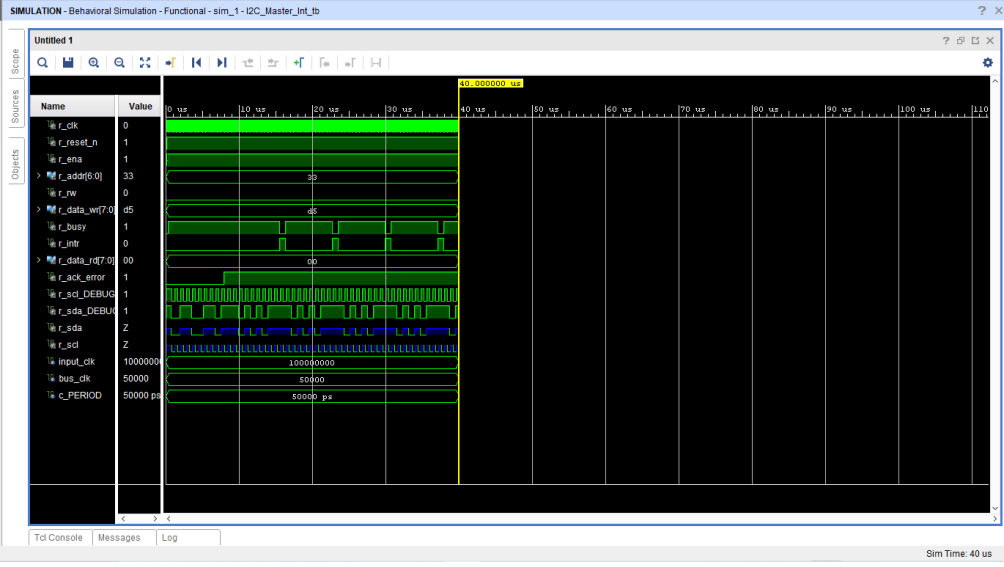 SIMULATION - Behavioral Simulation - Functional - sim_1 - I2C_Master_Int_tb
Scope
Sources
Objects
Untitled 1
40.000000 us
Name Value
0 us 10 us 20 us 30 us 40 us 50 us 60 us 70 us 80 us 90 us 100 us 110
r_clk 0
r_reset_n 1
r_ena 1
r_addr[6:0] 33 33
r_rw 0
r_data_wr[7:0] d5 d5
r_busy 1
r_intr 0
r_data_rd[7:0] 00 00
r_ack_error 1
r_scl_DEBUG 1
r_sda_DEBUG 1
r_sda Z
r_scl Z
input_clk 10000000 100000000
bus_clk 50000 50000
c_PERIOD 50000 ps 50000 ps
Tcl Console Messages Log
Sim Time: 40 us